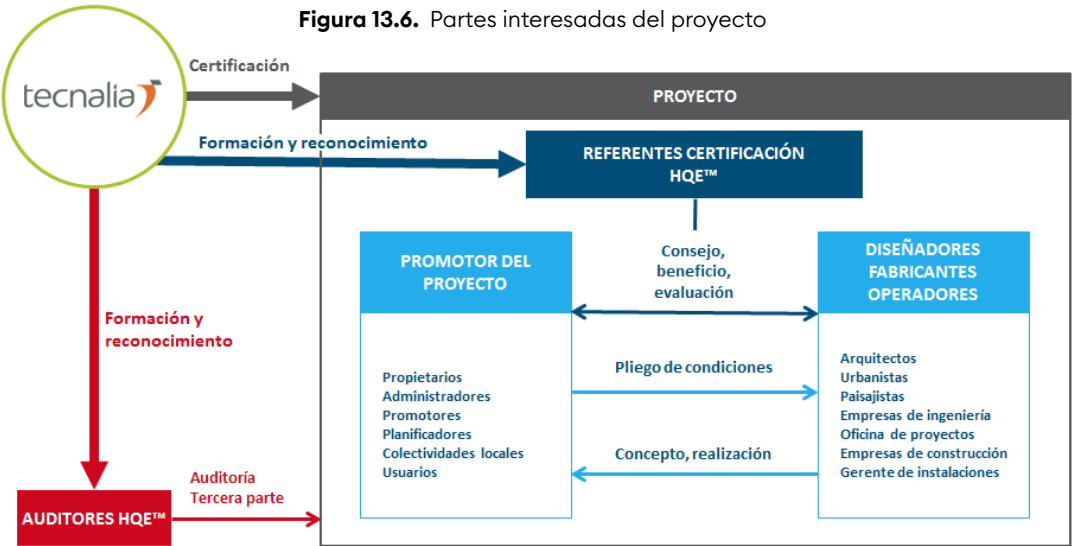 Figura 13.6. Partes interesadas del proyecto
tecnalia
Certificación
PROYECTO
Formación y reconocimiento
REFERENTES CERTIFICACIÓN
HQE™
PROMOTOR DEL
PROYECTO
Consejo,
beneficio,
evaluación
DISEÑADORES
FABRICANTES
OPERADORES
Formación y
reconocimiento
Pliego de condiciones
Propietarios
Administradores
Promotores
Planificadores
Colectividades locales
Usuarios
Arquitectos
Urbanistas
Paisajistas
Empresas de ingeniería
Oficina de proyectos
Empresas de construcción
Gerente de instalaciones
Concepto, realización
Auditoría
Tercera parte
AUDITORES HQE™